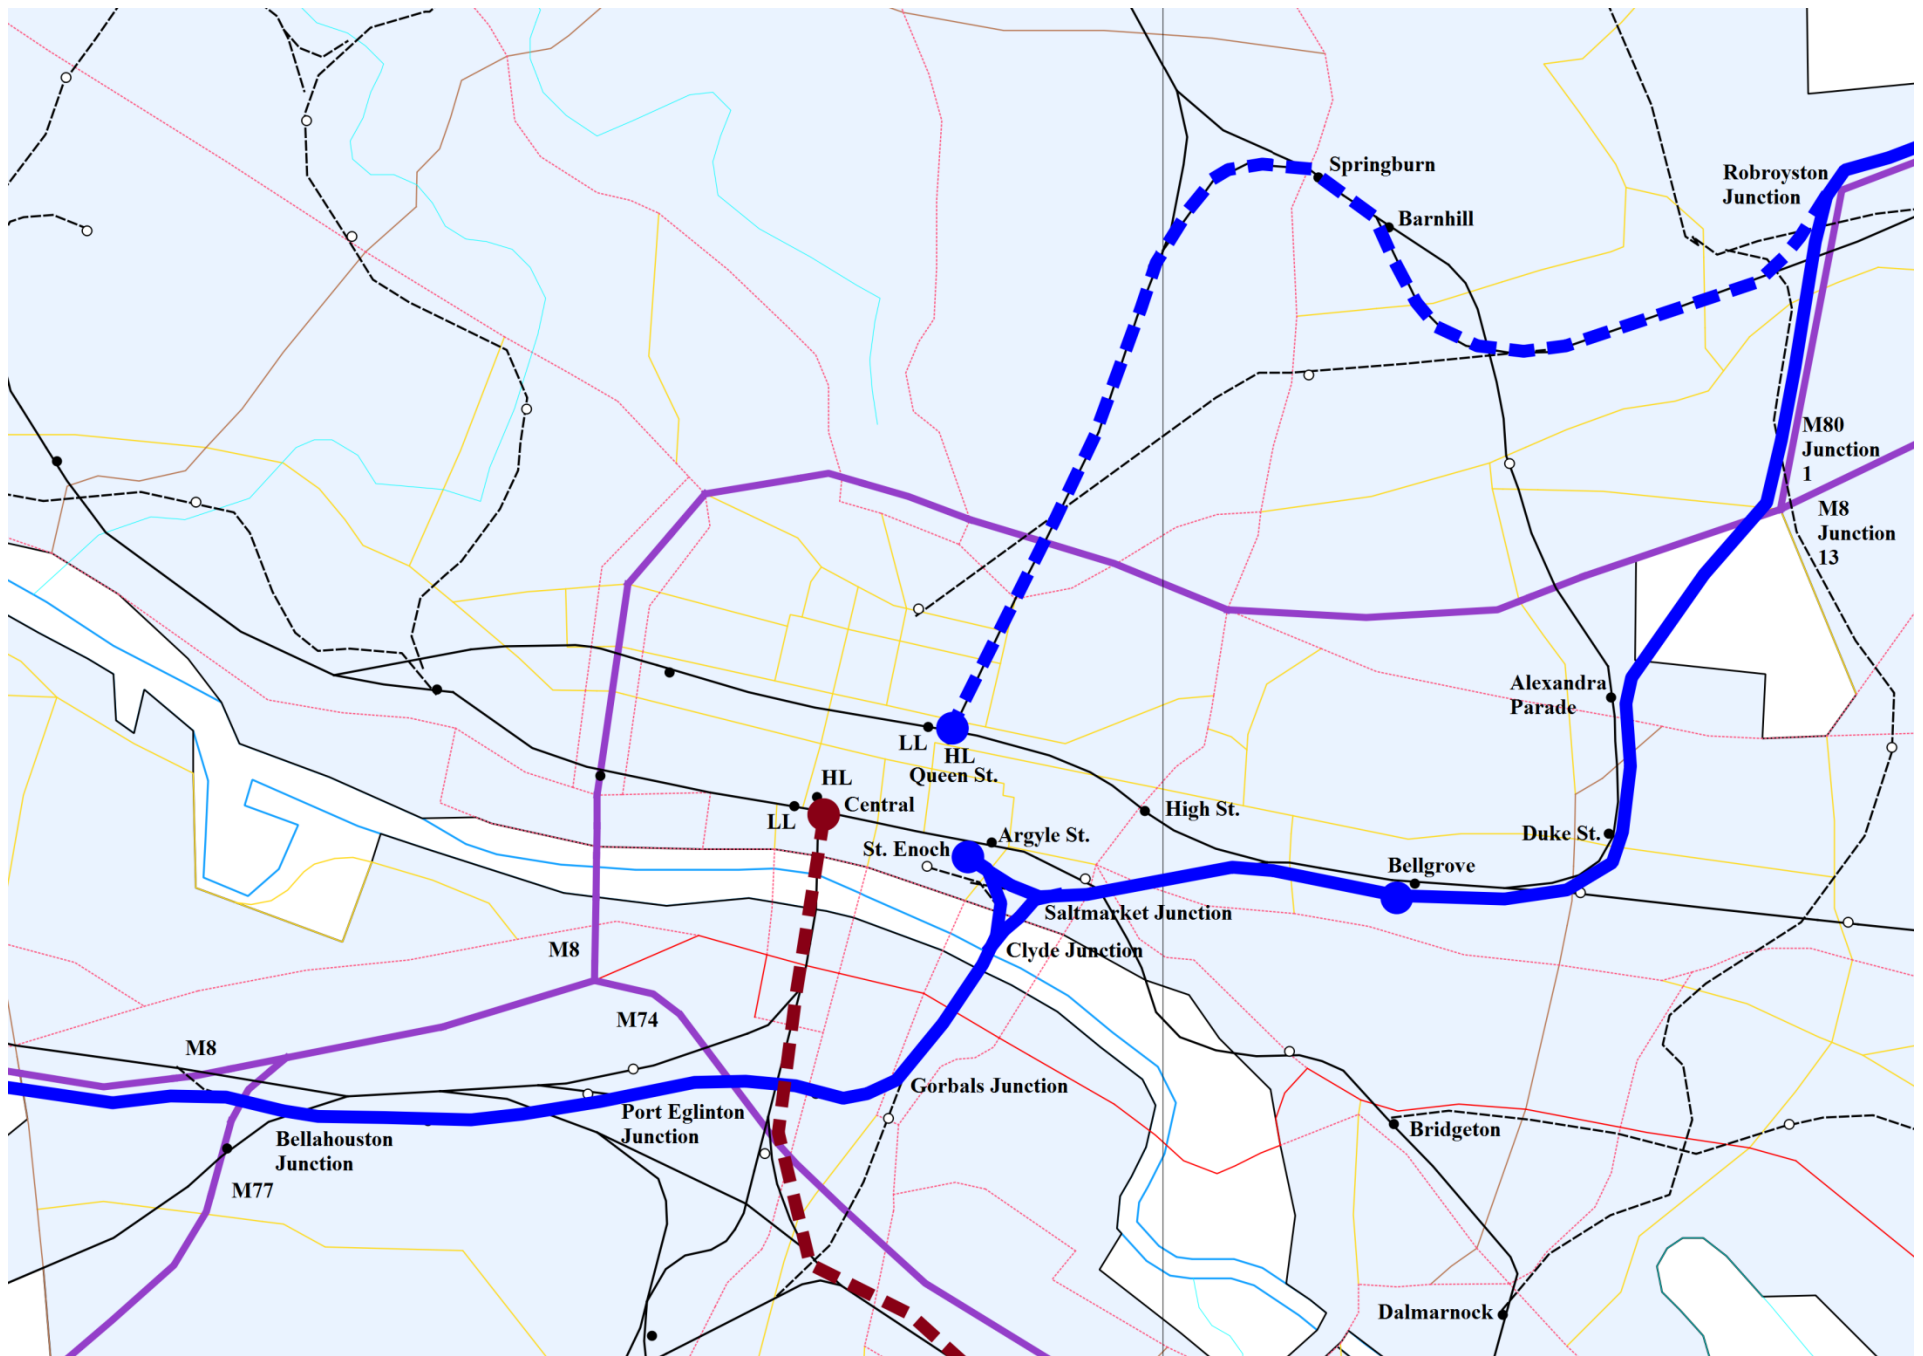 Springburn
Robroyston
Junction
Barnhill
M80
Junction
1
M8
Junction
13
Alexandra
Parade
LL
HL
Queen St.
HL
Central
LL
High St.
Argyle St.
St. Enoch
Duke St.
Bellgrove
Saltmarket Junction
M8
Clyde Junction
M74
M8
Gorbals Junction
Port Eglinton
Junction
Bellahouston
Junction
Bridgeton
M77
Dalmarnock